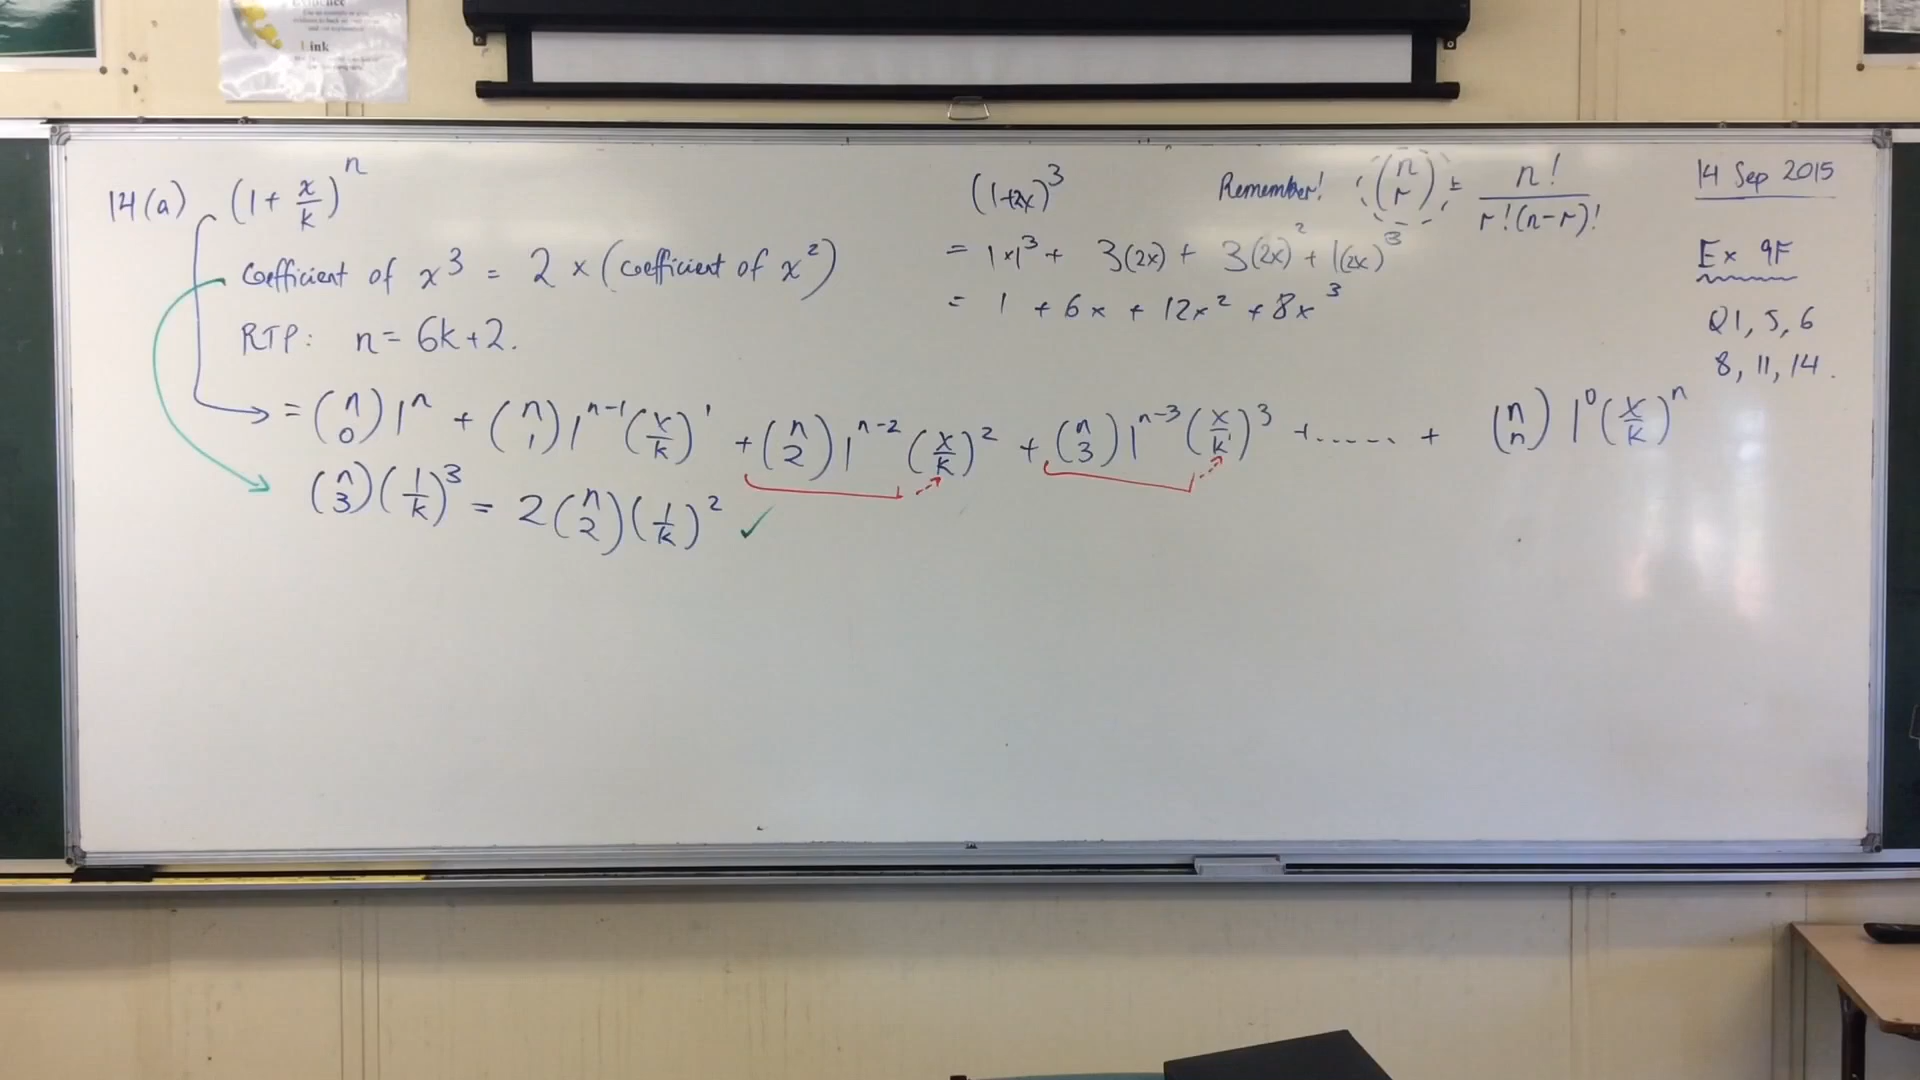 Evidence
Link
14(a) (1 + x/k)^n
Coefficient of x^3 = 2 × (coefficient of x^2)
RTP: n = 6k+2.
(1+2x)^3
= 1×1^3 + 3(2x) + 3(2x)^2 + 1(2x)^3
= 1 + 6x + 12x^2 + 8x^3
Remember! (n r) = n! / r!(n-r)!
14 Sep 2015
Ex 9F
Q1, 5, 6
8, 11, 14.
= (n 0) 1^n + (n 1) 1^(n-1) (x/k)^1 + (n 2) 1^(n-2) (x/k)^2 + (n 3) 1^(n-3) (x/k)^3 + ...... + (n n) 1^0 (x/k)^n
(n 3)(1/k)^3 = 2(n 2)(1/k)^2 ✓